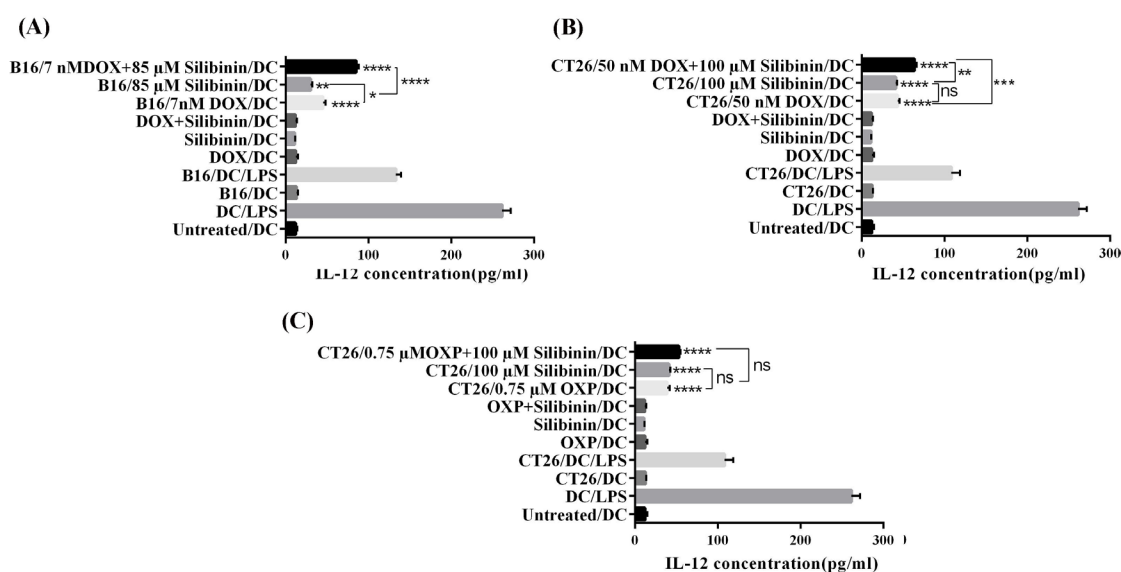 (A)
B16/7 nMDOX+85 µM Silibinin/DC
****
B16/85 µM Silibinin/DC
**
B16/7nM DOX/DC
****
*
****
DOX+Silibinin/DC
Silibinin/DC
DOX/DC
B16/DC/LPS
B16/DC
DC/LPS
Untreated/DC
0 100 200 300
IL-12 concentration(pg/ml)
(B)
CT26/50 nM DOX+100 µM Silibinin/DC
****
CT26/100 µM Silibinin/DC
****
CT26/50 nM DOX/DC
****
**
ns
***
DOX+Silibinin/DC
Silibinin/DC
DOX/DC
CT26/DC/LPS
CT26/DC
DC/LPS
Untreated/DC
0 100 200 300
IL-12 concentration(pg/ml)
(C)
CT26/0.75 µMOXP+100 µM Silibinin/DC
****
CT26/100 µM Silibinin/DC
****
CT26/0.75 µM OXP/DC
****
ns
ns
OXP+Silibinin/DC
Silibinin/DC
OXP/DC
CT26/DC/LPS
CT26/DC
DC/LPS
Untreated/DC
0 100 200 300
IL-12 concentration(pg/ml)